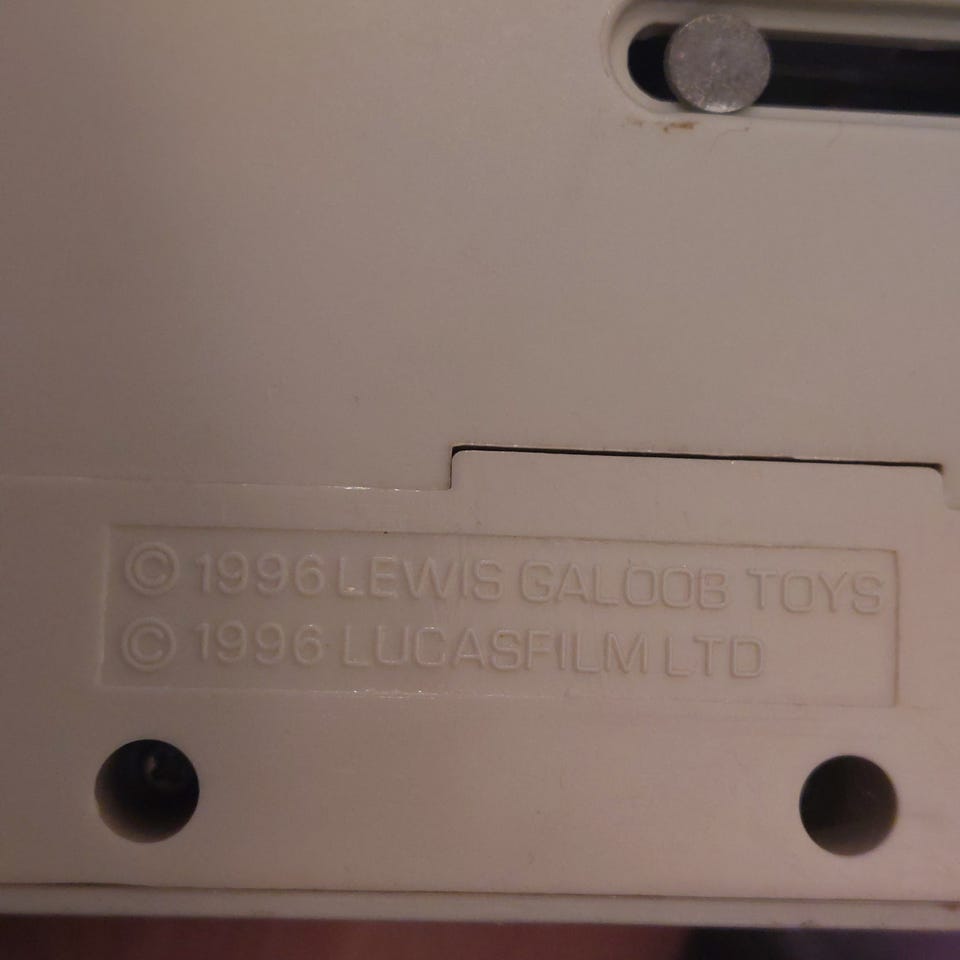 © 1996 LEWIS GALOOB TOYS
© 1996 LUCASFILM LTD